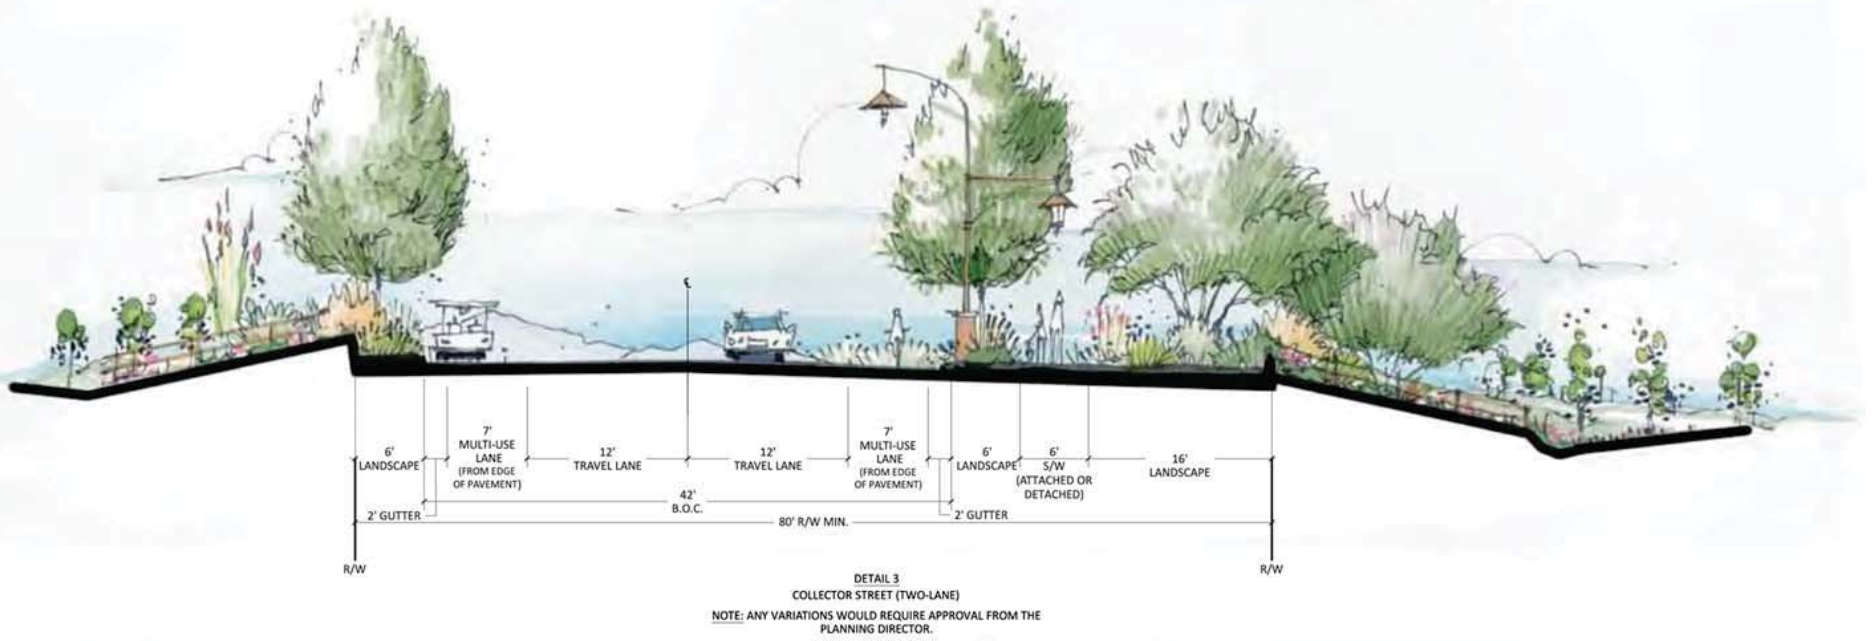 ℄
6'
LANDSCAPE
7'
MULTI-USE
LANE
(FROM EDGE
OF PAVEMENT)
12'
TRAVEL LANE
12'
TRAVEL LANE
7'
MULTI-USE
LANE
(FROM EDGE
OF PAVEMENT)
6'
LANDSCAPE
6'
S/W
(ATTACHED OR
DETACHED)
16'
LANDSCAPE
42'
B.O.C.
2' GUTTER
2' GUTTER
80' R/W MIN.
R/W
R/W
DETAIL 3
COLLECTOR STREET (TWO-LANE)
NOTE: ANY VARIATIONS WOULD REQUIRE APPROVAL FROM THE
PLANNING DIRECTOR.